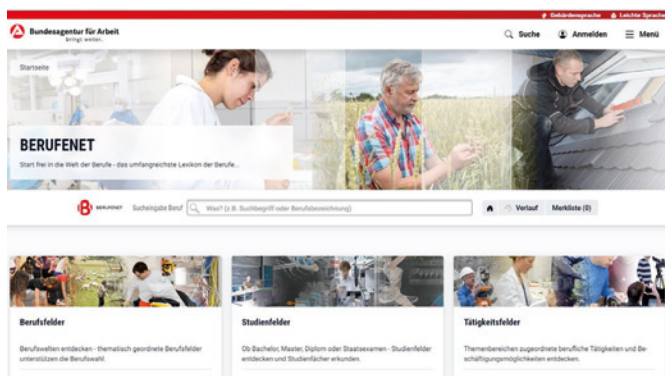 Gebärdensprache Leichte Sprache
Bundesagentur für Arbeit
bringt weiter.
Suche Anmelden Menü
Startseite
BERUFENET
Start frei in die Welt der Berufe - das umfangreichste Lexikon der Berufe...
BERUFENET Sucheingabe Beruf Was? (z.B. Suchbegriff oder Berufsbezeichnung) Verlauf Merkliste (0)
Berufsfelder
Berufswelten entdecken - thematisch geordnete Berufsfelder
unterstützen die Berufswahl.
Studienfelder
Ob Bachelor, Master, Diplom oder Staatsexamen - Studienfelder
entdecken und Studienfächer erkunden.
Tätigkeitsfelder
Themenbereichen zugeordnete berufliche Tätigkeiten und Be-
schäftigungsmöglichkeiten entdecken.